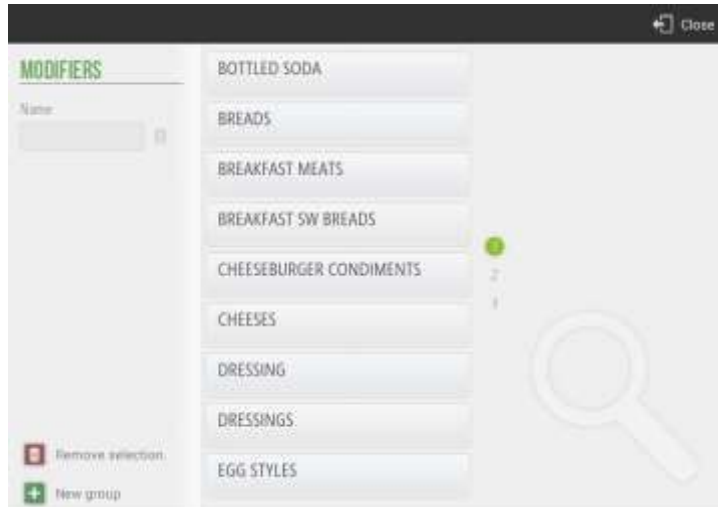 Close
MODIFIERS
Name
Remove selection
New group
BOTTLED SODA
BREADS
BREAKFAST MEATS
BREAKFAST SW BREADS
CHEESEBURGER CONDIMENTS
CHEESES
DRESSING
DRESSINGS
EGG STYLES
2